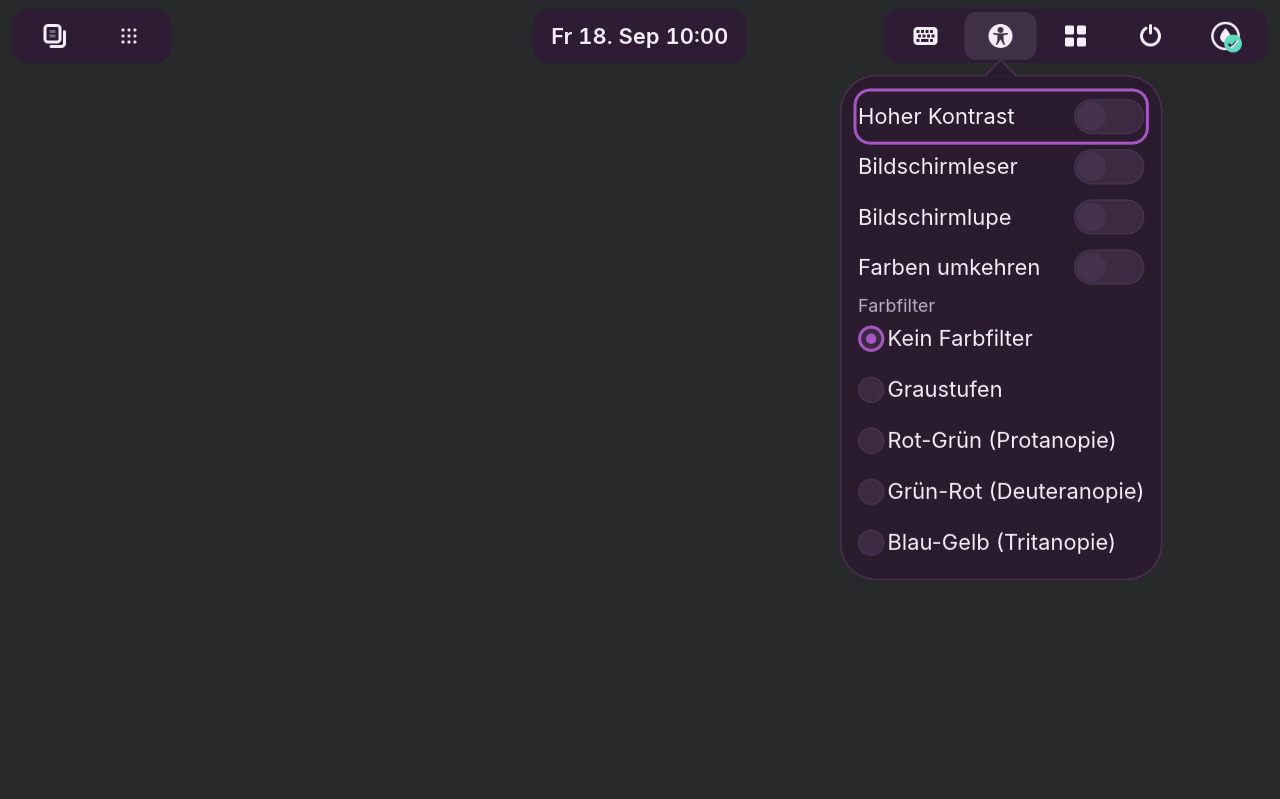 Fr 18. Sep 10:00
Hoher Kontrast
Bildschirmleser
Bildschirmlupe
Farben umkehren
Farbfilter
Kein Farbfilter
Graustufen
Rot-Grün (Protanopie)
Grün-Rot (Deuteranopie)
Blau-Gelb (Tritanopie)